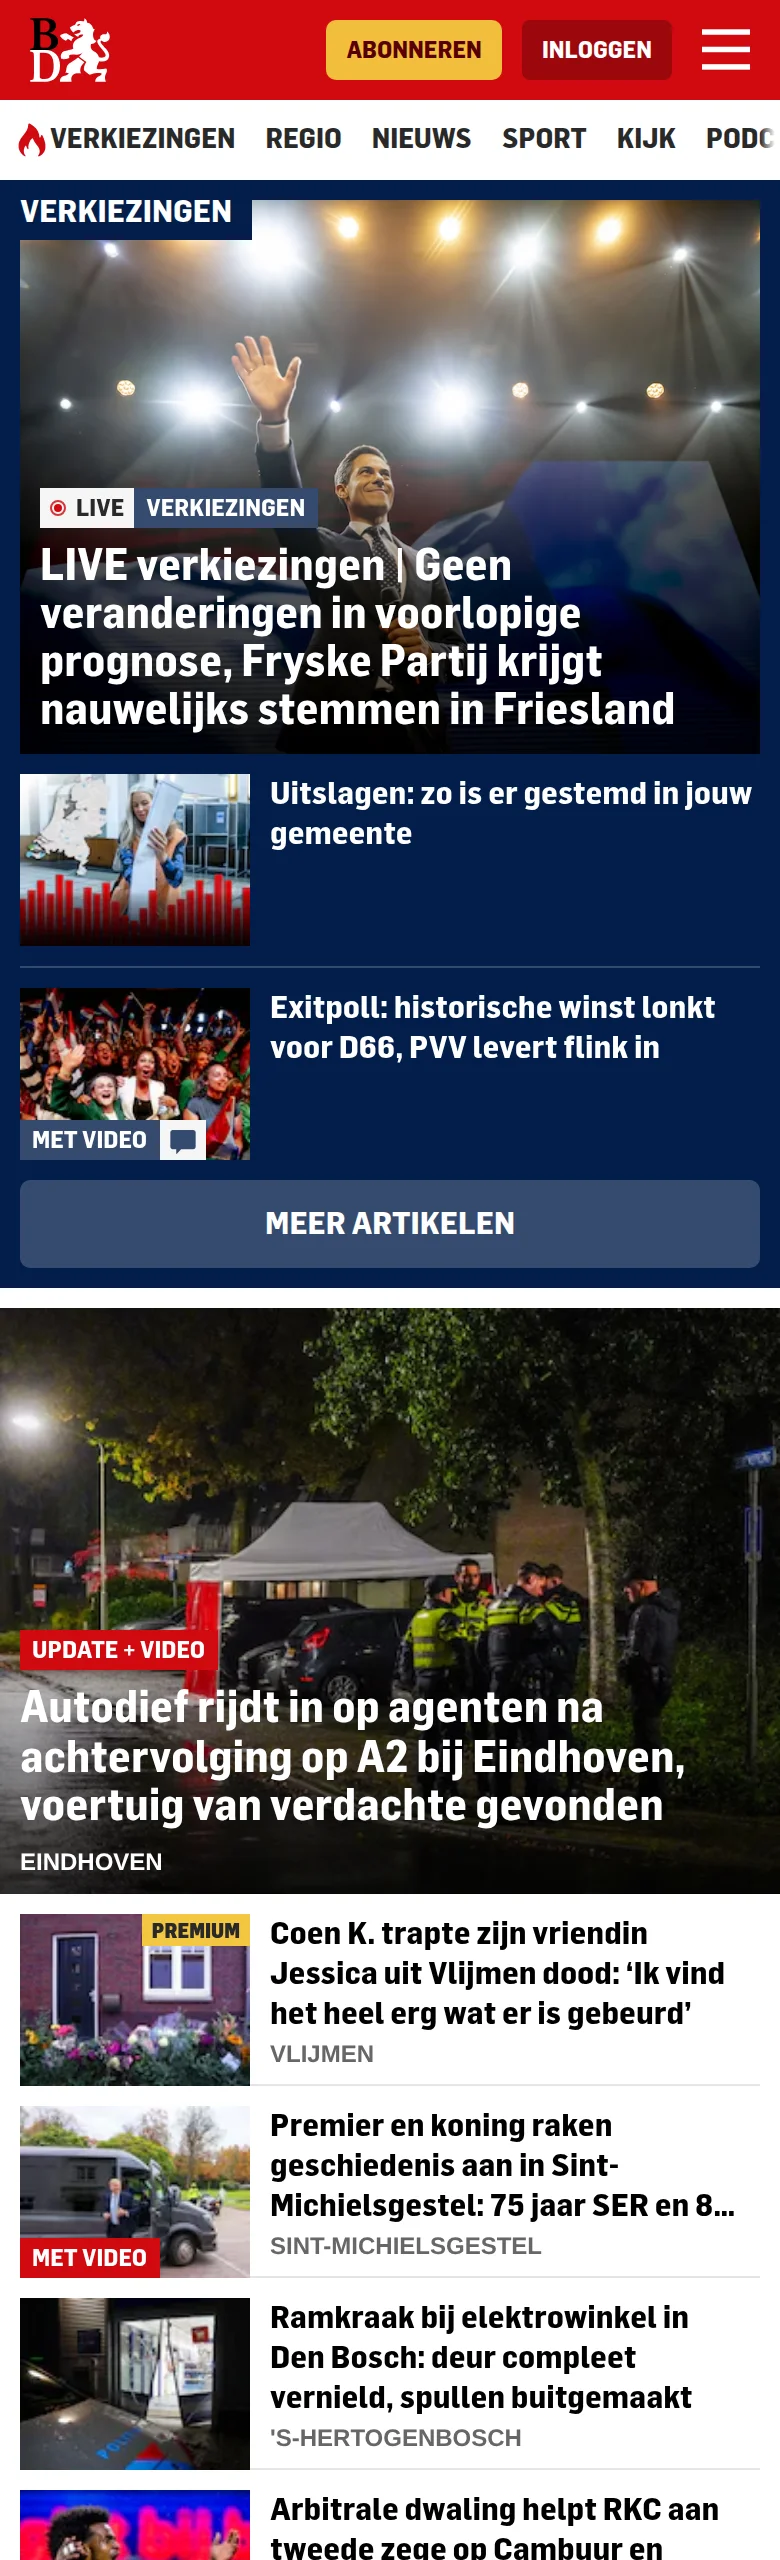 BD
ABONNEREN
INLOGGEN
VERKIEZINGEN
REGIO
NIEUWS
SPORT
KIJK
PODC
VERKIEZINGEN
LIVE
VERKIEZINGEN
LIVE verkiezingen | Geen
veranderingen in voorlopige
prognose, Fryske Partij krijgt
nauwelijks stemmen in Friesland
Uitslagen: zo is er gestemd in jouw
gemeente
Exitpoll: historische winst lonkt
voor D66, PVV levert flink in
MET VIDEO
MEER ARTIKELEN
UPDATE + VIDEO
Autodief rijdt in op agenten na
achtervolging op A2 bij Eindhoven,
voertuig van verdachte gevonden
EINDHOVEN
PREMIUM
Coen K. trapte zijn vriendin
Jessica uit Vlijmen dood: ‘Ik vind
het heel erg wat er is gebeurd’
VLIJMEN
MET VIDEO
Premier en koning raken
geschiedenis aan in Sint-
Michielsgestel: 75 jaar SER en 8...
SINT-MICHIELSGESTEL
Ramkraak bij elektrowinkel in
Den Bosch: deur compleet
vernield, spullen buitgemaakt
'S-HERTOGENBOSCH
Arbitrale dwaling helpt RKC aan
tweede zege op Cambuur en